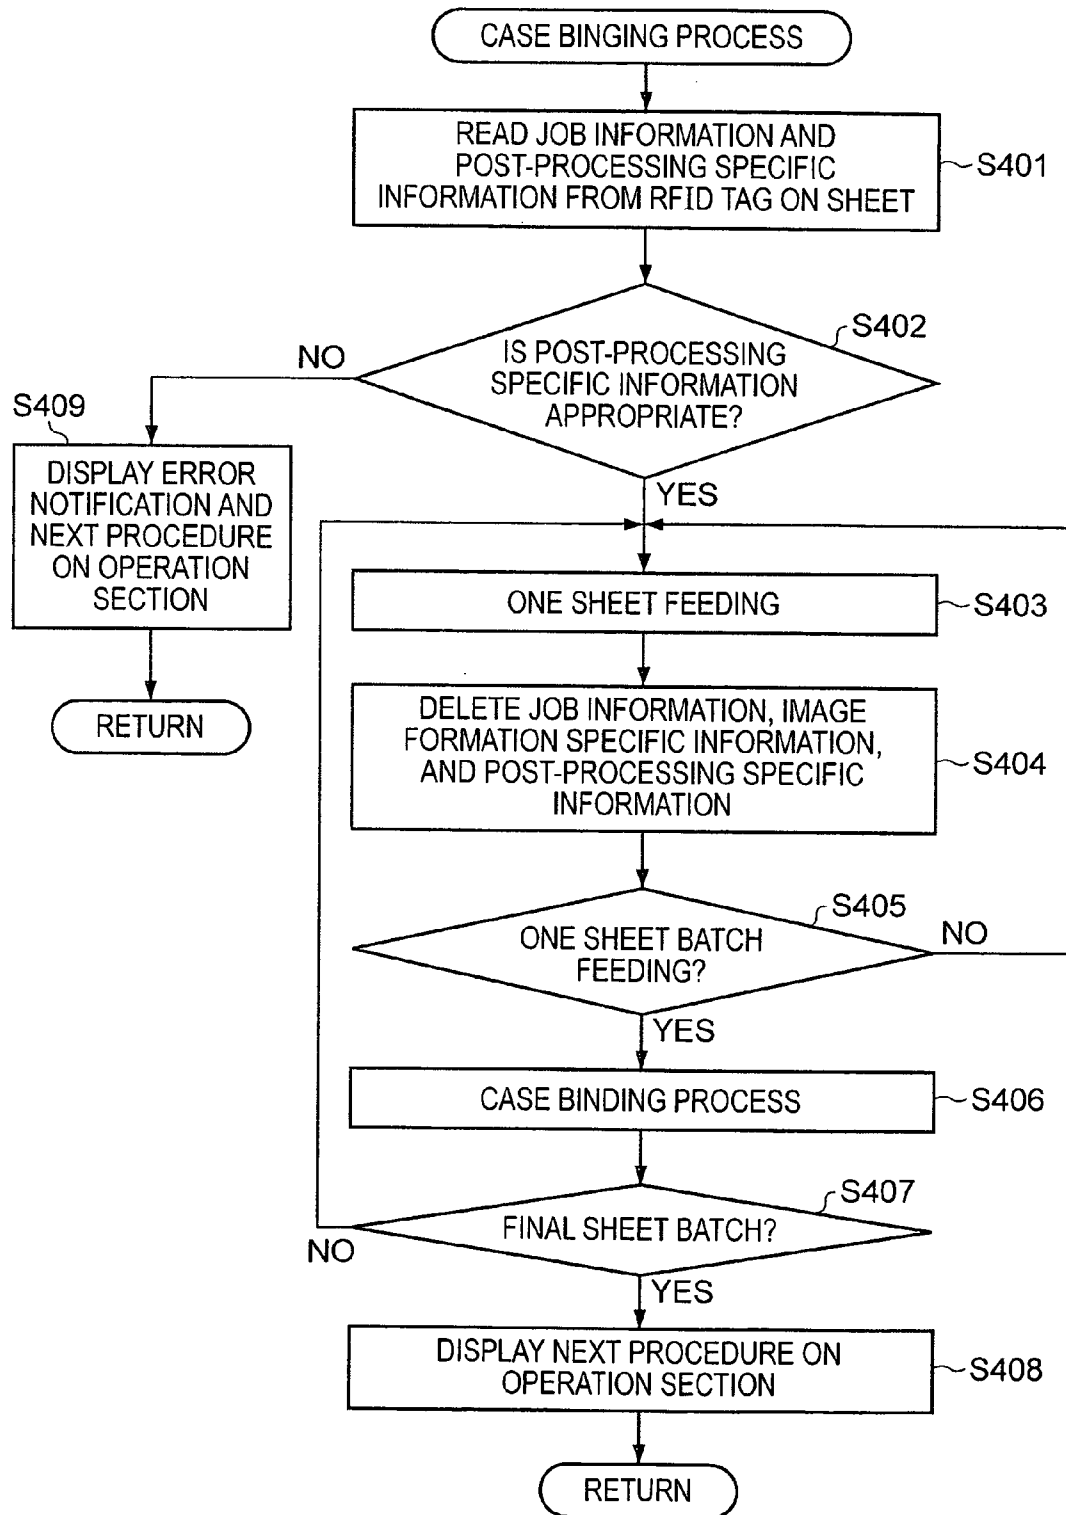 CASE BINGING PROCESS
READ JOB INFORMATION AND
POST-PROCESSING SPECIFIC
INFORMATION FROM RFID TAG ON SHEET
S401
S402
IS POST-PROCESSING
SPECIFIC INFORMATION
APPROPRIATE?
NO
YES
S409
DISPLAY ERROR
NOTIFICATION AND
NEXT PROCEDURE
ON OPERATION
SECTION
RETURN
ONE SHEET FEEDING
S403
DELETE JOB INFORMATION, IMAGE
FORMATION SPECIFIC INFORMATION,
AND POST-PROCESSING SPECIFIC
INFORMATION
S404
S405
ONE SHEET BATCH
FEEDING?
NO
YES
CASE BINDING PROCESS
S406
S407
FINAL SHEET BATCH?
NO
YES
DISPLAY NEXT PROCEDURE ON
OPERATION SECTION
S408
RETURN